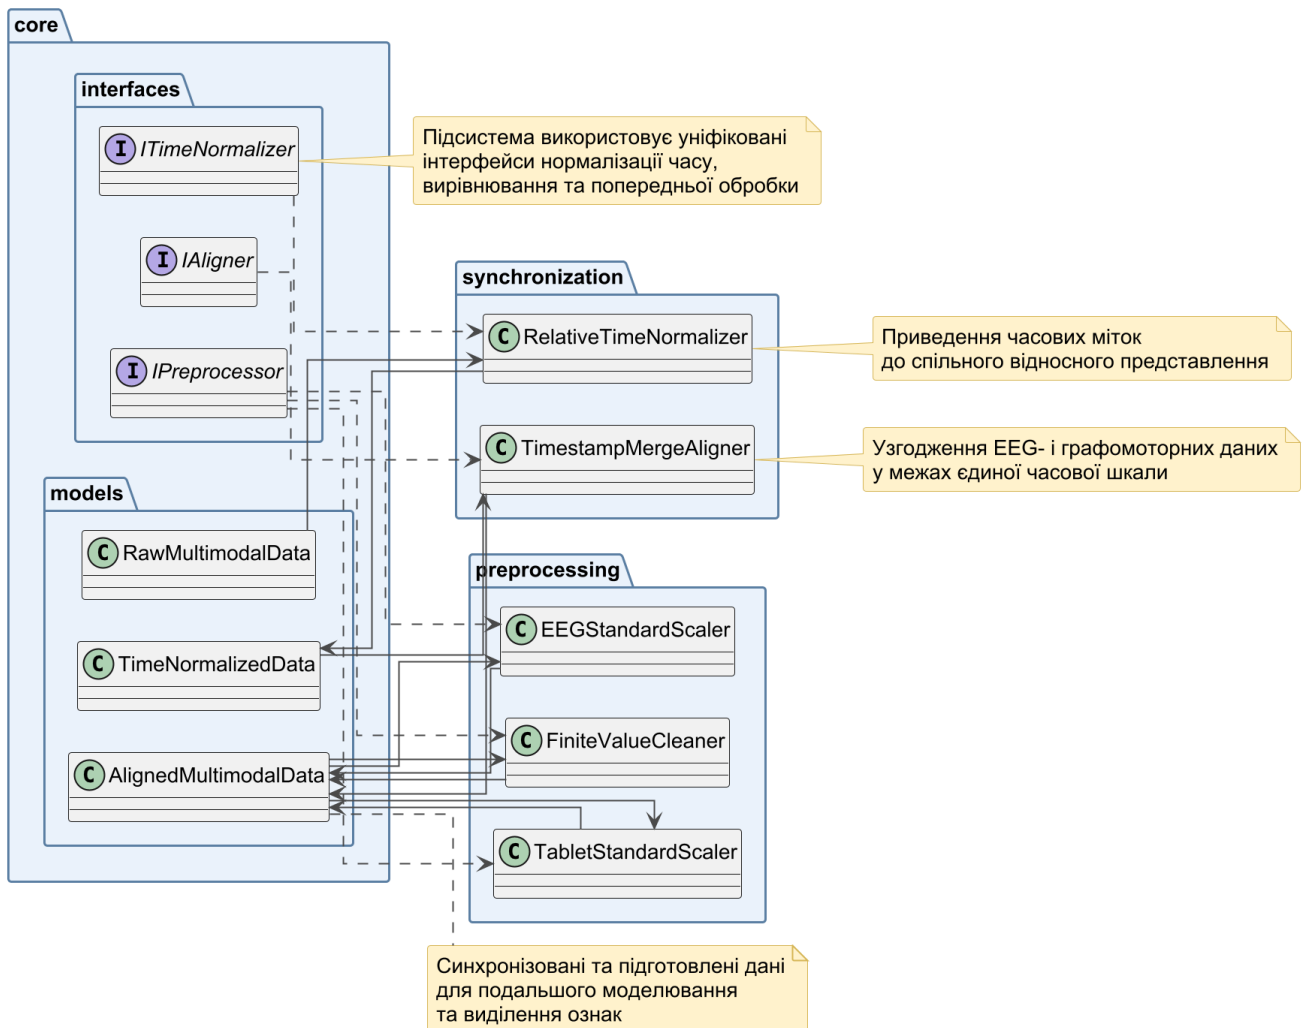 core
interfaces
I ITimeNormalizer
Підсистема використовує уніфіковані
інтерфейси нормалізації часу,
вирівнювання та попередньої обробки
I IAligner
I IPreprocessor
synchronization
C RelativeTimeNormalizer
Приведення часових міток
до спільного відносного представлення
C TimestampMergeAligner
Узгодження EEG- і графомоторних даних
у межах єдиної часової шкали
models
C RawMultimodalData
C TimeNormalizedData
C AlignedMultimodalData
preprocessing
C EEGStandardScaler
C FiniteValueCleaner
C TabletStandardScaler
Синхронізовані та підготовлені дані
для подальшого моделювання
та виділення ознак